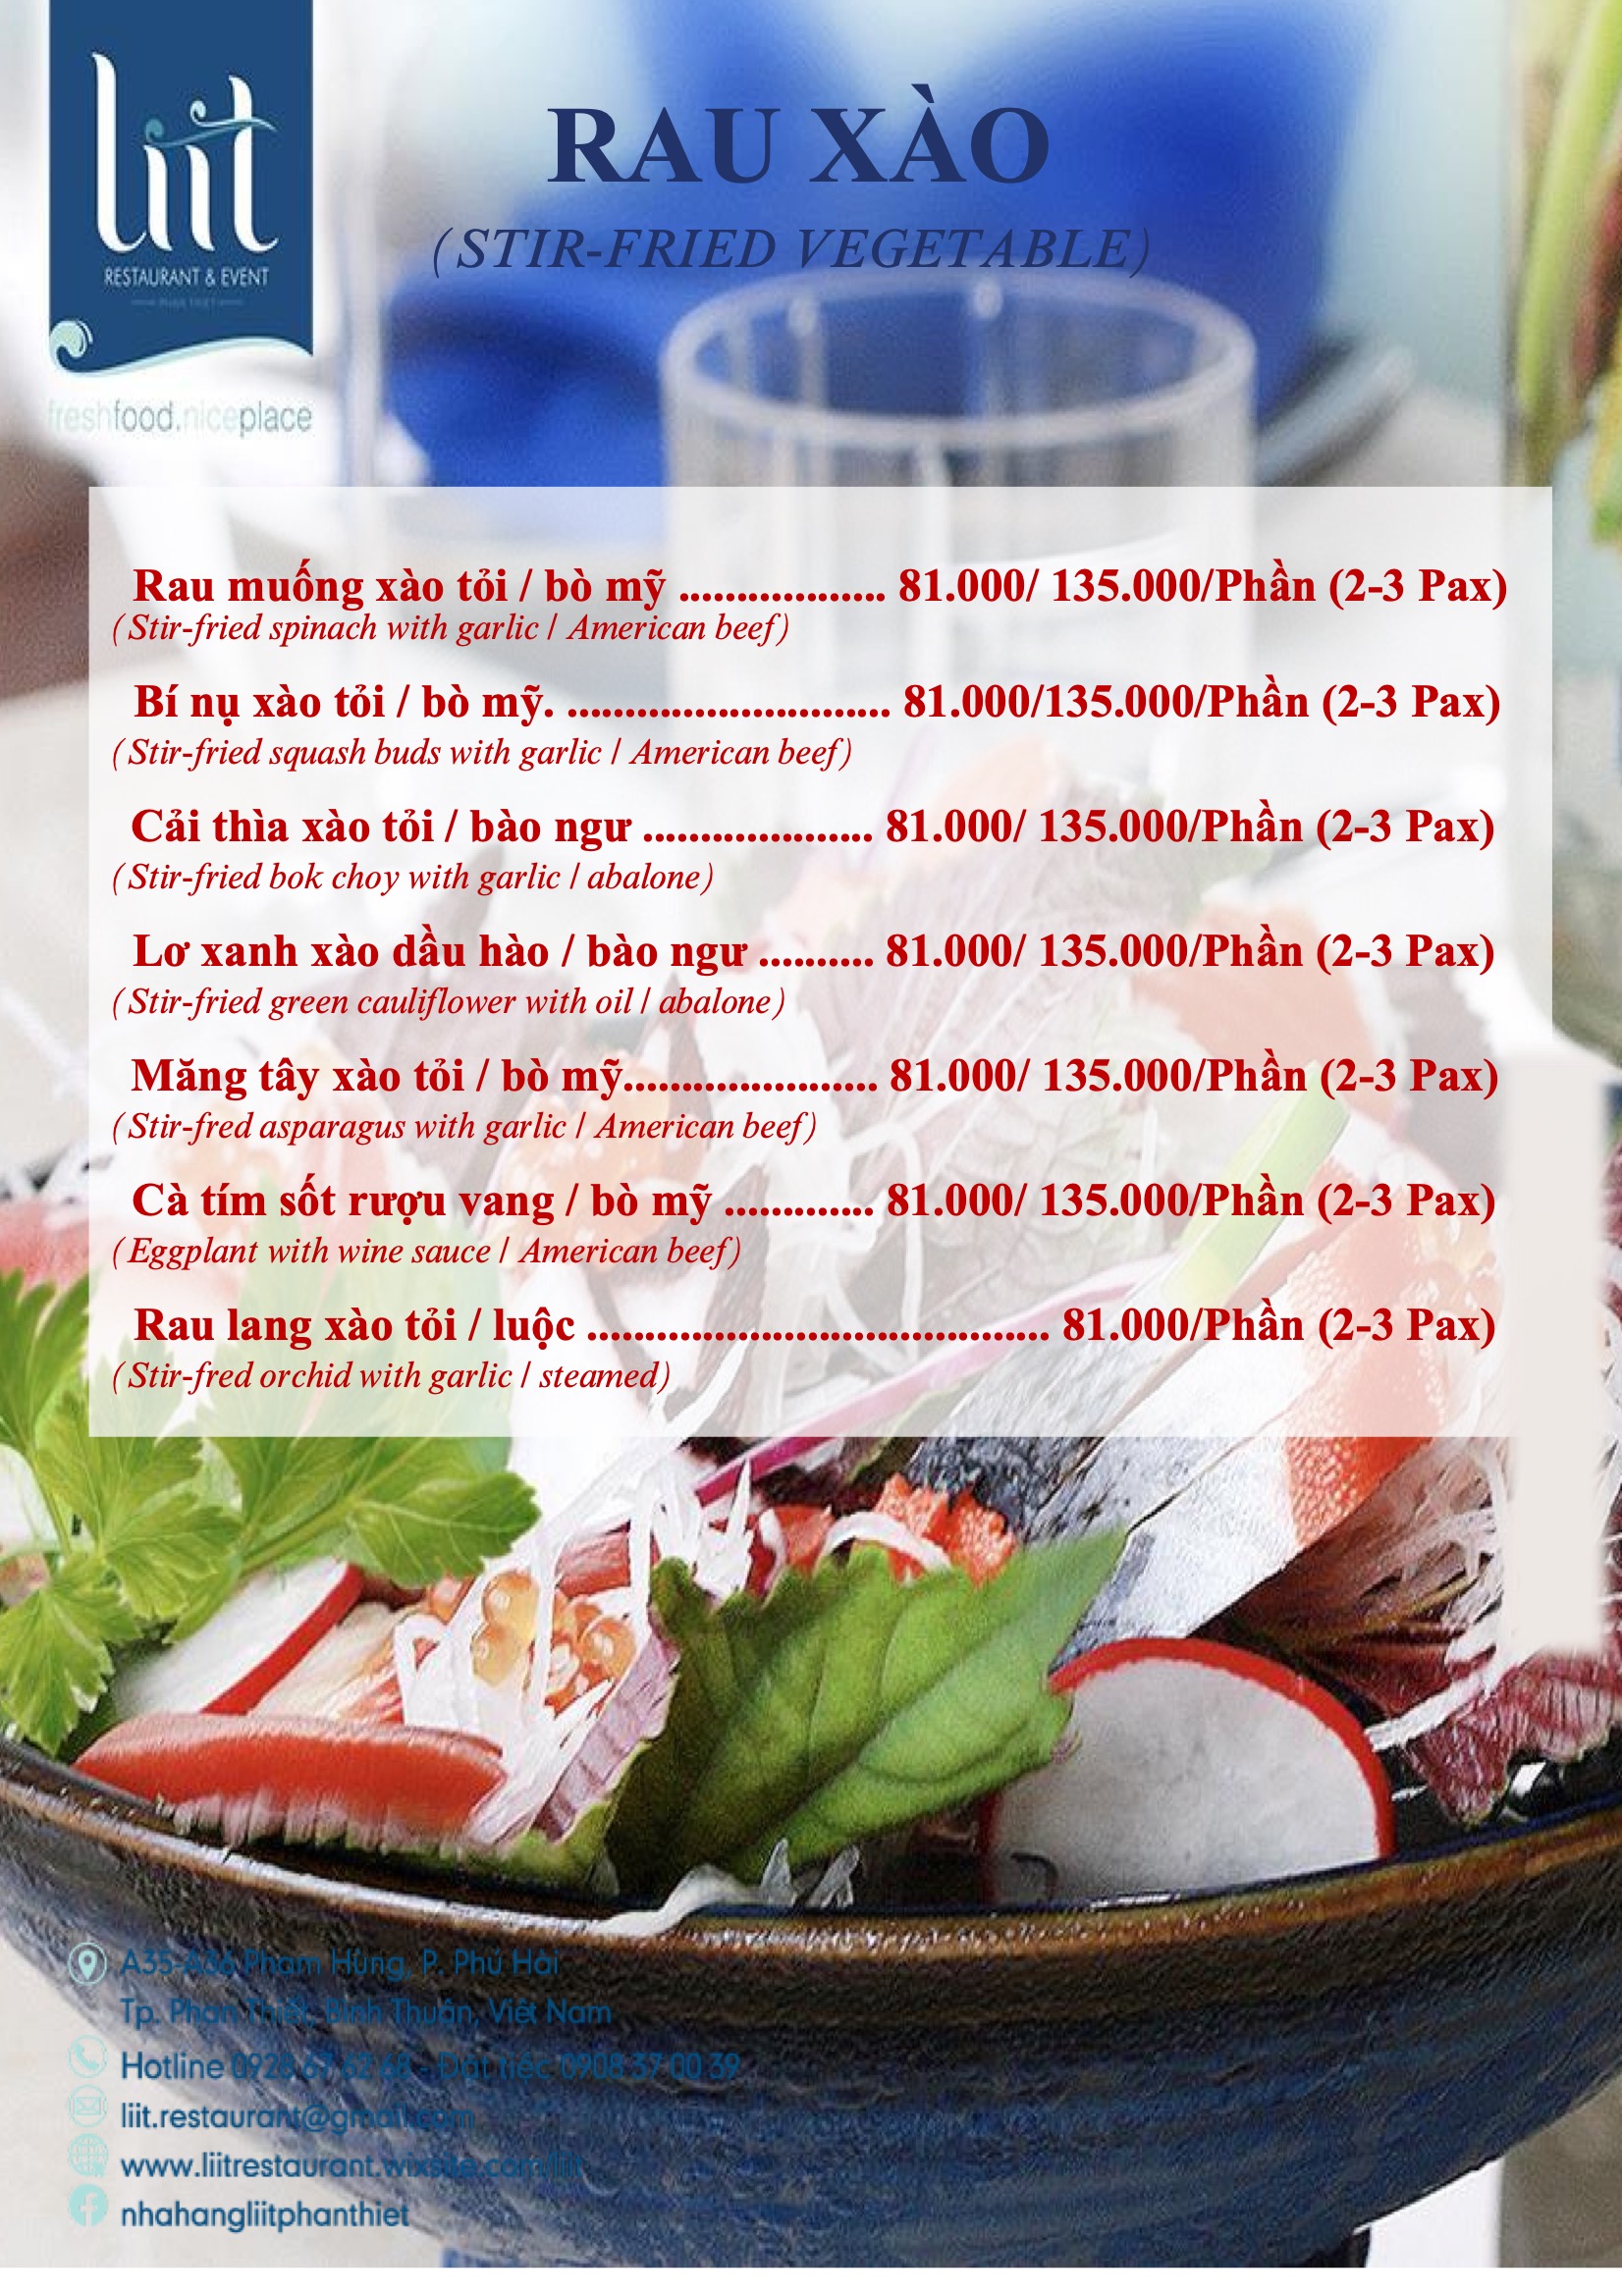 liit
RESTAURANT & EVENT
PHAN THIET
freshfood.niceplace
RAU XÀO
(STIR-FRIED VEGETABLE)
Rau muống xào tỏi / bò mỹ .................. 81.000/ 135.000/Phần (2-3 Pax)
(Stir-fried spinach with garlic / American beef)
Bí nụ xào tỏi / bò mỹ. ............................ 81.000/135.000/Phần (2-3 Pax)
(Stir-fried squash buds with garlic / American beef)
Cải thìa xào tỏi / bào ngư .................... 81.000/ 135.000/Phần (2-3 Pax)
(Stir-fried bok choy with garlic / abalone)
Lơ xanh xào dầu hào / bào ngư .......... 81.000/ 135.000/Phần (2-3 Pax)
(Stir-fried green cauliflower with oil / abalone)
Măng tây xào tỏi / bò mỹ...................... 81.000/ 135.000/Phần (2-3 Pax)
(Stir-fred asparagus with garlic / American beef)
Cà tím sốt rượu vang / bò mỹ ............. 81.000/ 135.000/Phần (2-3 Pax)
(Eggplant with wine sauce / American beef)
Rau lang xào tỏi / luộc ........................................ 81.000/Phần (2-3 Pax)
(Stir-fred orchid with garlic / steamed)
A35-A36 Phạm Hùng, P. Phú Hài
Tp. Phan Thiết, Bình Thuận, Việt Nam
Hotline 0928 67 62 68 - Đặt tiệc 0908 37 00 39
liit.restaurant@gmail.com
www.liitrestaurant.wixsite.com/liit
nhahangliitphanthiet